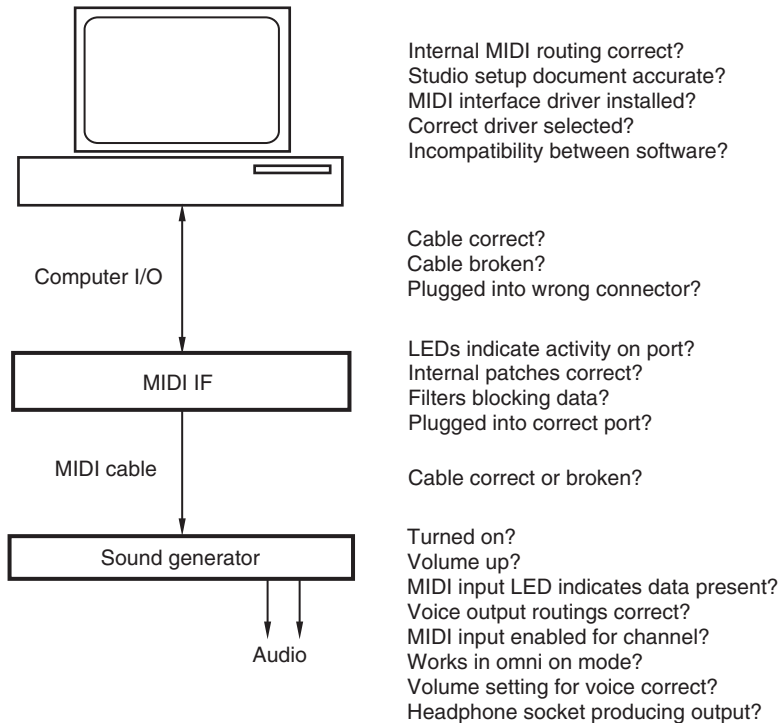 Internal MIDI routing correct?
Studio setup document accurate?
MIDI interface driver installed?
Correct driver selected?
Incompatibility between software?
Computer I/O
Cable correct?
Cable broken?
Plugged into wrong connector?
MIDI IF
LEDs indicate activity on port?
Internal patches correct?
Filters blocking data?
Plugged into correct port?
MIDI cable
Cable correct or broken?
Sound generator
Turned on?
Volume up?
MIDI input LED indicates data present?
Voice output routings correct?
MIDI input enabled for channel?
Works in omni on mode?
Volume setting for voice correct?
Headphone socket producing output?
Audio